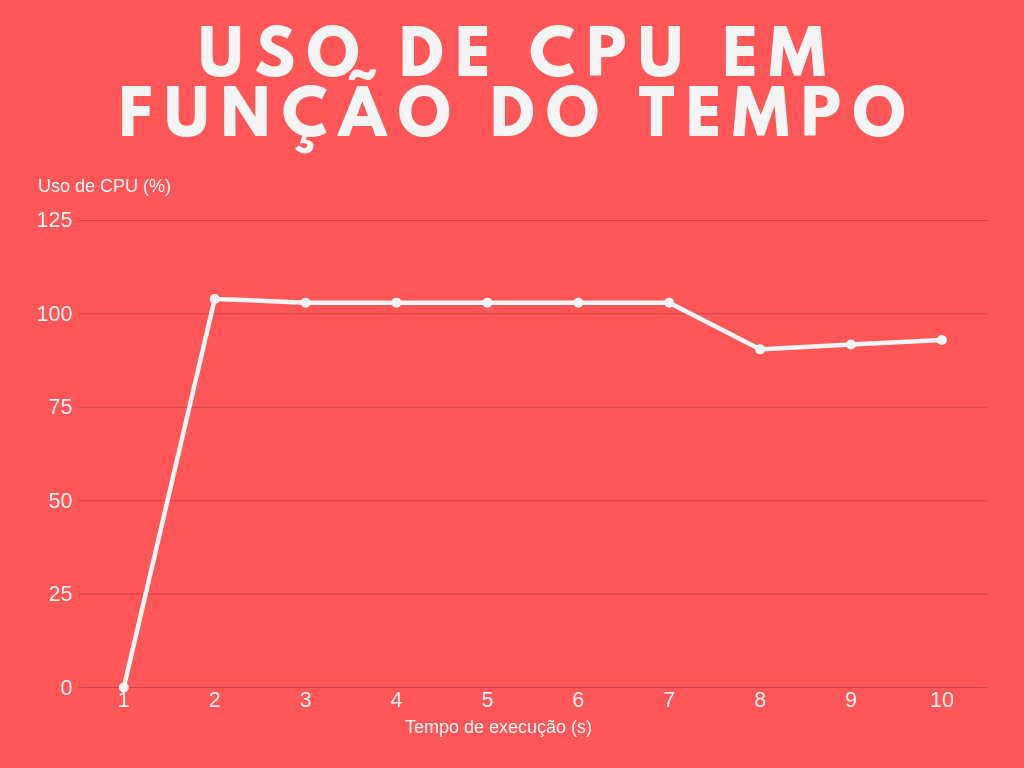 USO DE CPU EM
FUNÇÃO DO TEMPO
Uso de CPU (%)
125
100
75
50
25
0
1 2 3 4 5 6 7 8 9 10
Tempo de execução (s)